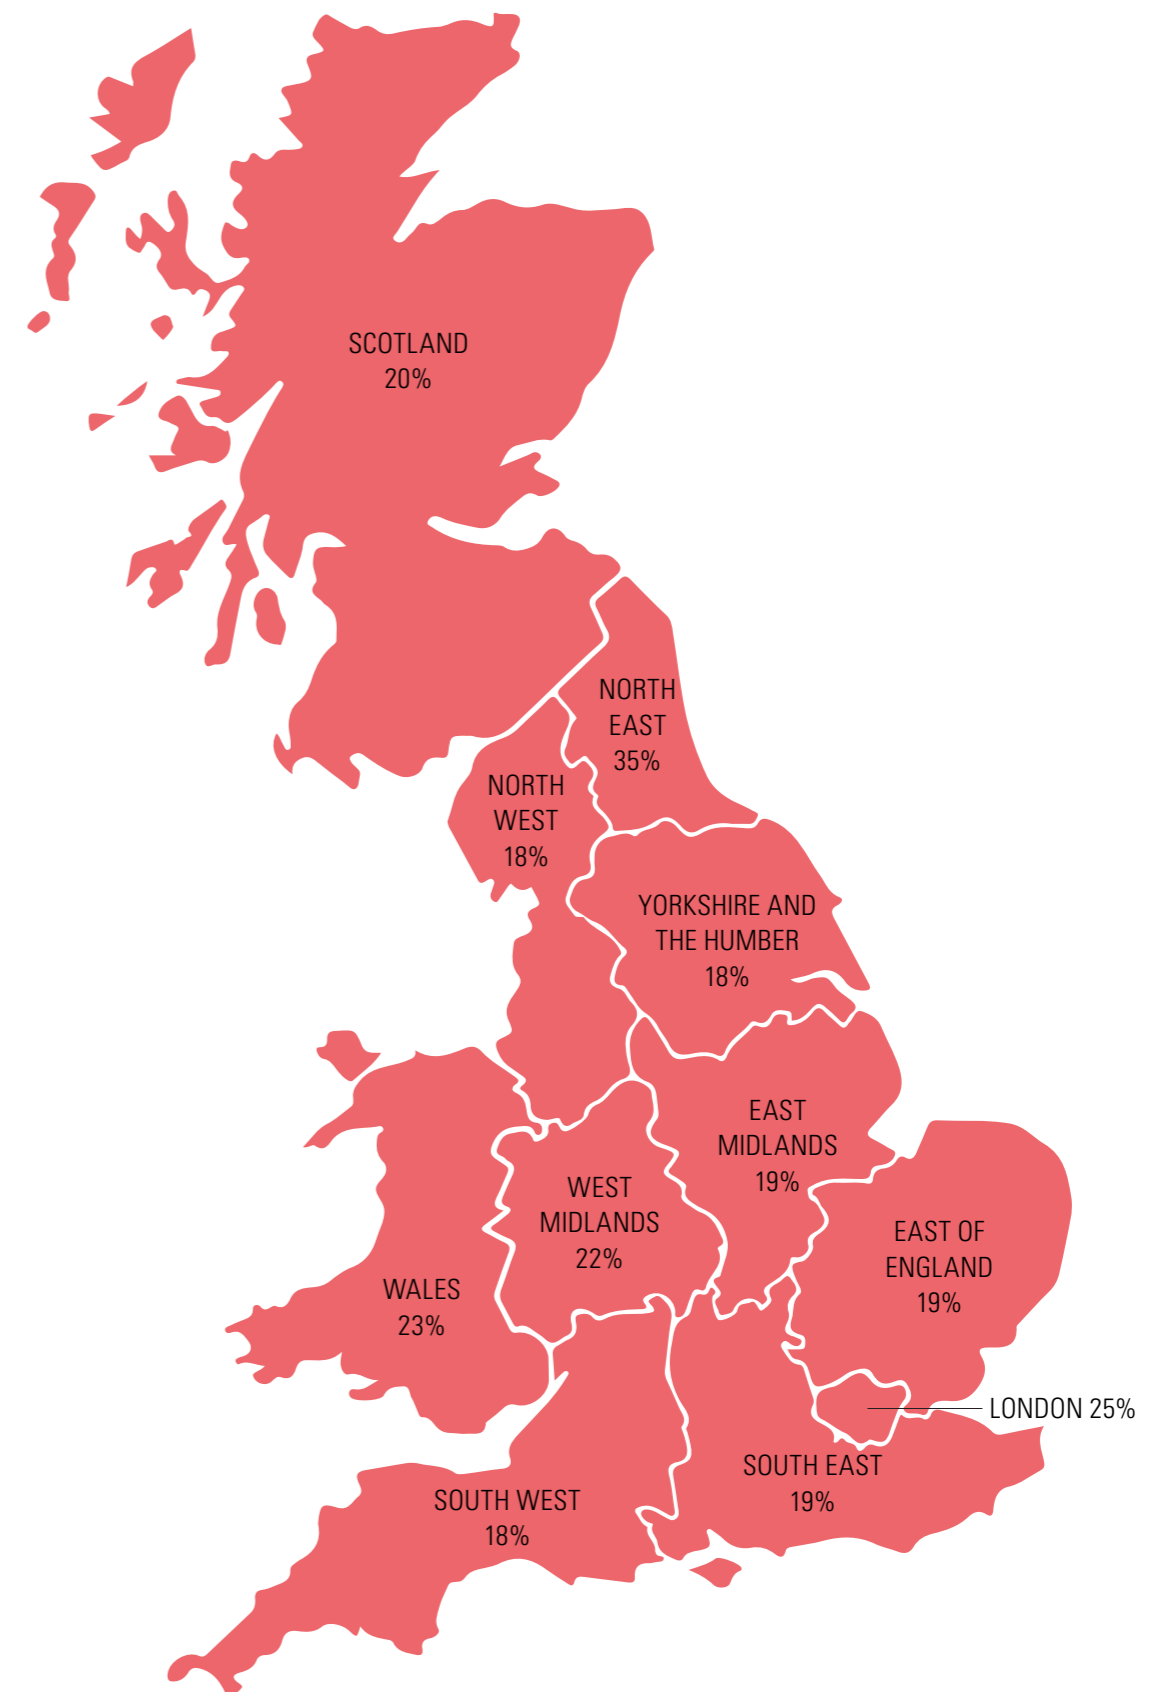 SCOTLAND
20%
NORTH
EAST
35%
NORTH
WEST
18%
YORKSHIRE AND
THE HUMBER
18%
EAST
MIDLANDS
19%
WEST
MIDLANDS
22%
EAST OF
ENGLAND
19%
WALES
23%
LONDON 25%
SOUTH EAST
19%
SOUTH WEST
18%